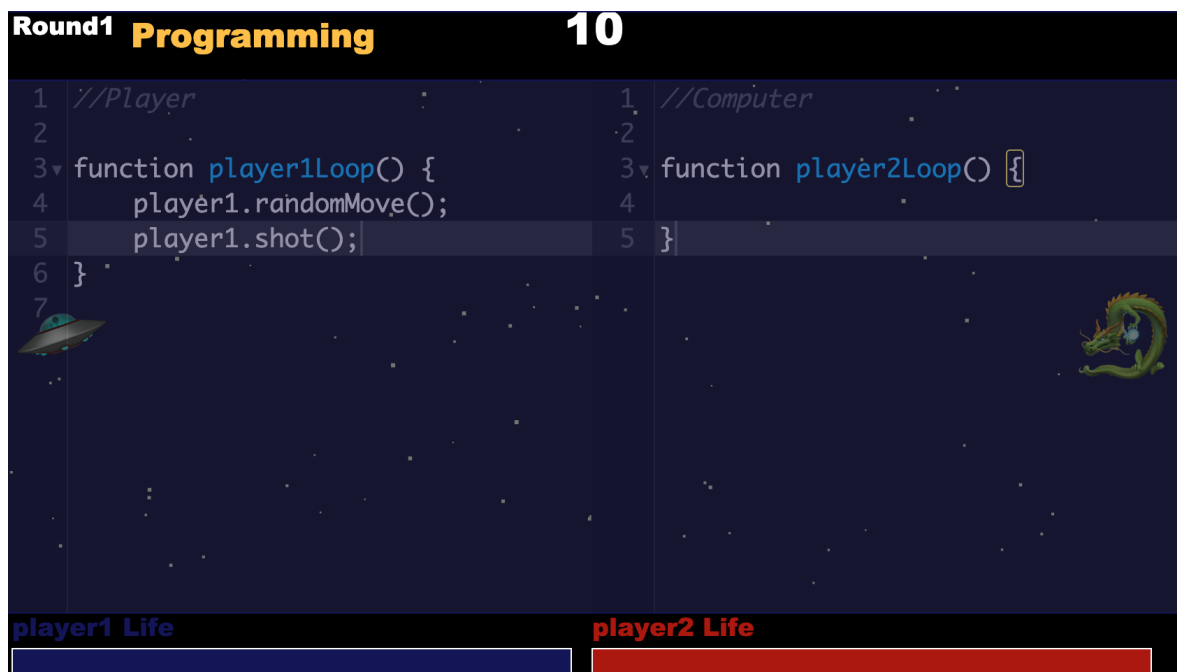 Round1 Programming 10
1 //Player
2
3 function player1Loop() {
4 player1.randomMove();
5 player1.shot();
6 }
7
1 //Computer
2
3 function player2Loop() {
4
5 }
player1 Life
player2 Life